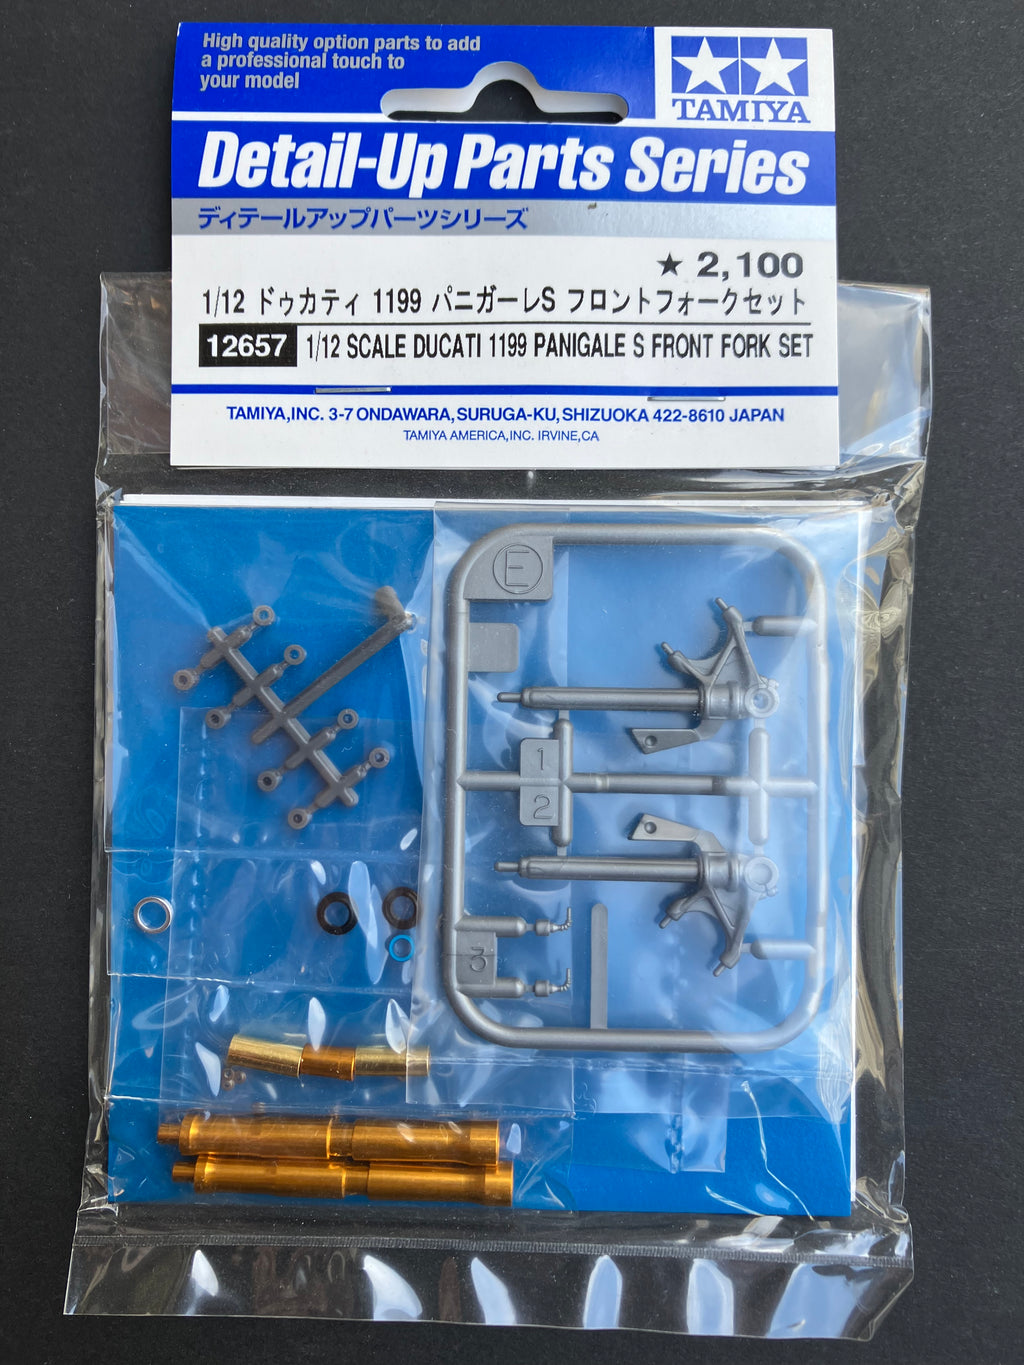 High quality option parts to add
a professional touch to
your model
TAMIYA
Detail-Up Parts Series
ディテールアップパーツシリーズ
★ 2,100
1/12 ドゥカティ 1199 パニガーレS フロントフォークセット
12657 1/12 SCALE DUCATI 1199 PANIGALE S FRONT FORK SET
TAMIYA,INC. 3-7 ONDAWARA, SURUGA-KU, SHIZUOKA 422-8610 JAPAN
TAMIYA AMERICA,INC. IRVINE,CA
E
1
2
3